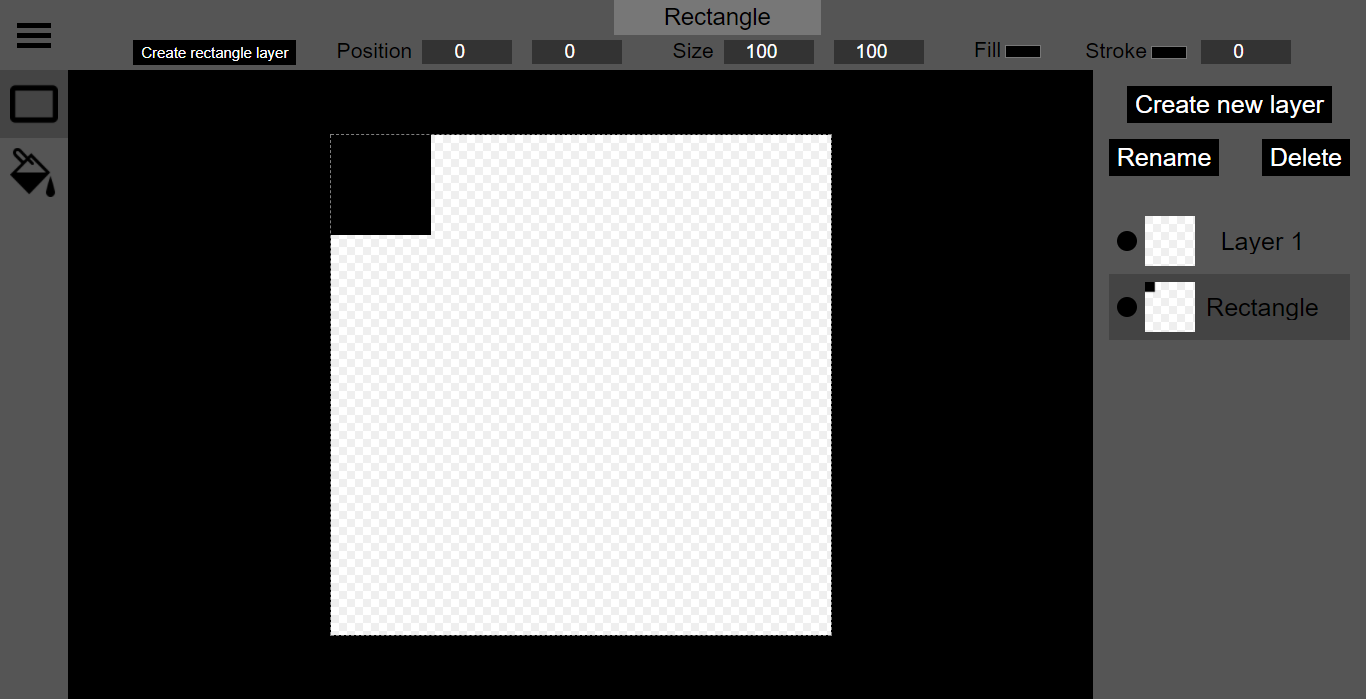 Rectangle
Create rectangle layer Position 0 0 Size 100 100 Fill Stroke 0
Create new layer
Rename Delete
Layer 1
Rectangle